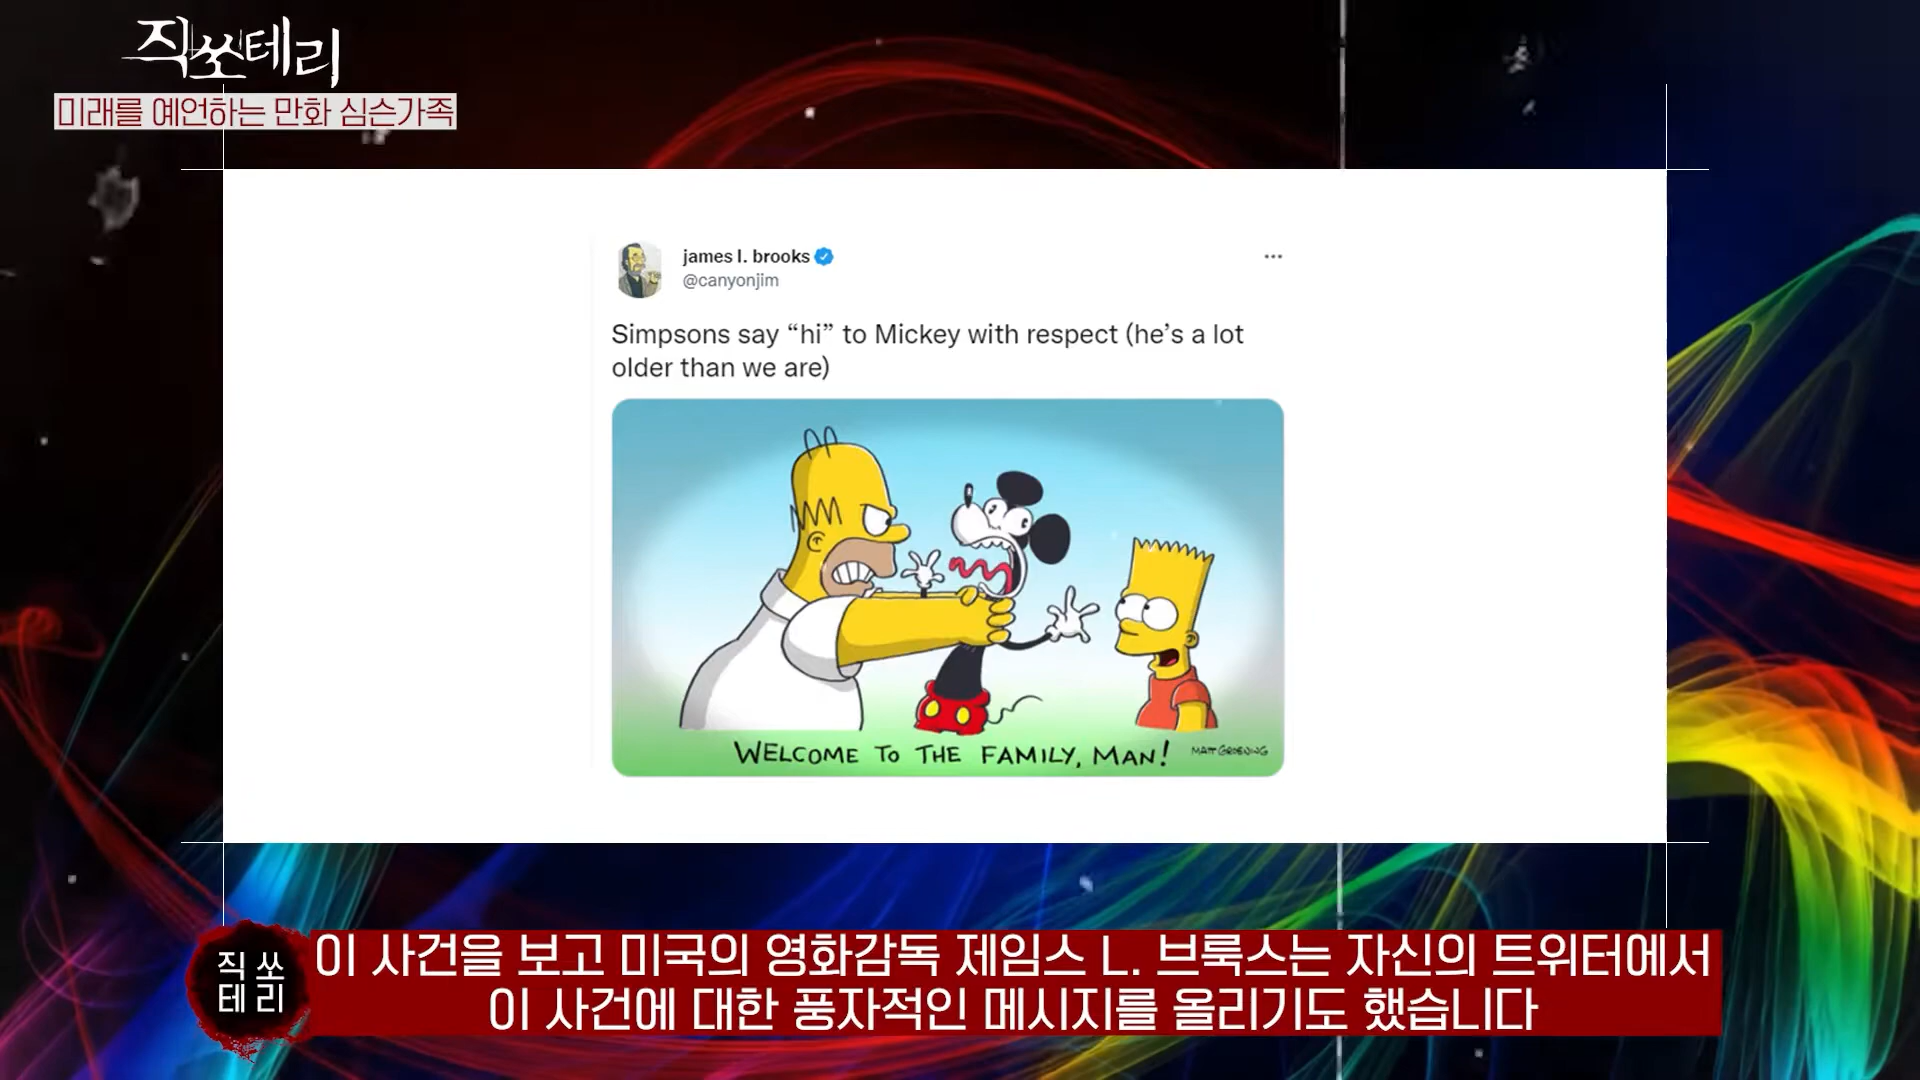 직쏘테리
미래를 예언하는 만화 심슨가족
james l. brooks
@canyonjim
Simpsons say “hi” to Mickey with respect (he’s a lot
older than we are)
WELCOME TO THE FAMILY, MAN!
MATT GROENING
직쏘
테리
이 사건을 보고 미국의 영화감독 제임스 L. 브룩스는 자신의 트위터에서
이 사건에 대한 풍자적인 메시지를 올리기도 했습니다